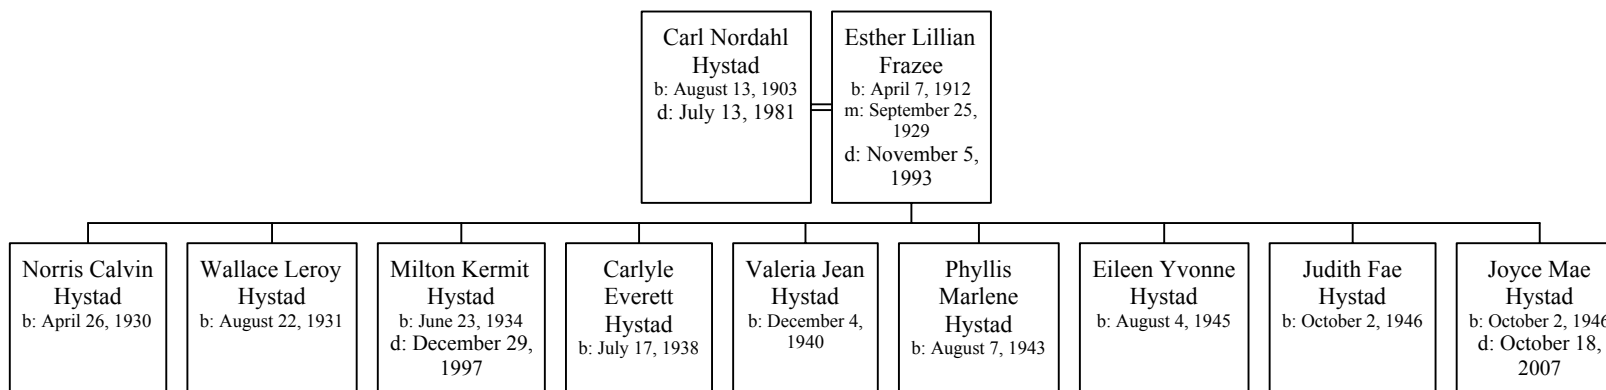 Carl Nordahl
Hystad
b: August 13, 1903
d: July 13, 1981
Esther Lillian
Frazee
b: April 7, 1912
m: September 25,
1929
d: November 5,
1993
Norris Calvin
Hystad
b: April 26, 1930
Wallace Leroy
Hystad
b: August 22, 1931
Milton Kermit
Hystad
b: June 23, 1934
d: December 29,
1997
Carlyle
Everett
Hystad
b: July 17, 1938
Valeria Jean
Hystad
b: December 4,
1940
Phyllis
Marlene
Hystad
b: August 7, 1943
Eileen Yvonne
Hystad
b: August 4, 1945
Judith Fae
Hystad
b: October 2, 1946
Joyce Mae
Hystad
b: October 2, 1946
d: October 18,
2007